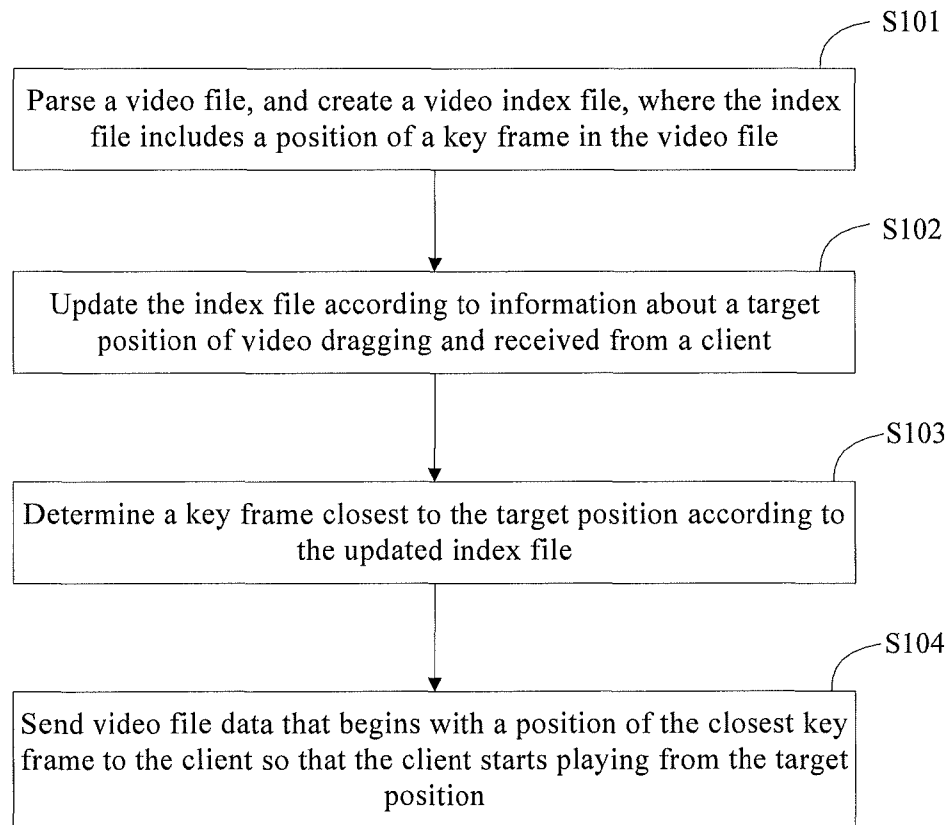 S101
Parse a video file, and create a video index file, where the index
file includes a position of a key frame in the video file
S102
Update the index file according to information about a target
position of video dragging and received from a client
S103
Determine a key frame closest to the target position according to
the updated index file
S104
Send video file data that begins with a position of the closest key
frame to the client so that the client starts playing from the target
position